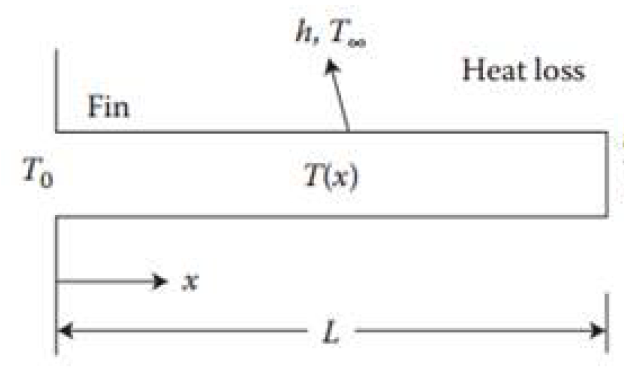 h, T∞
Heat loss
Fin
T₀
T(x)
x
L